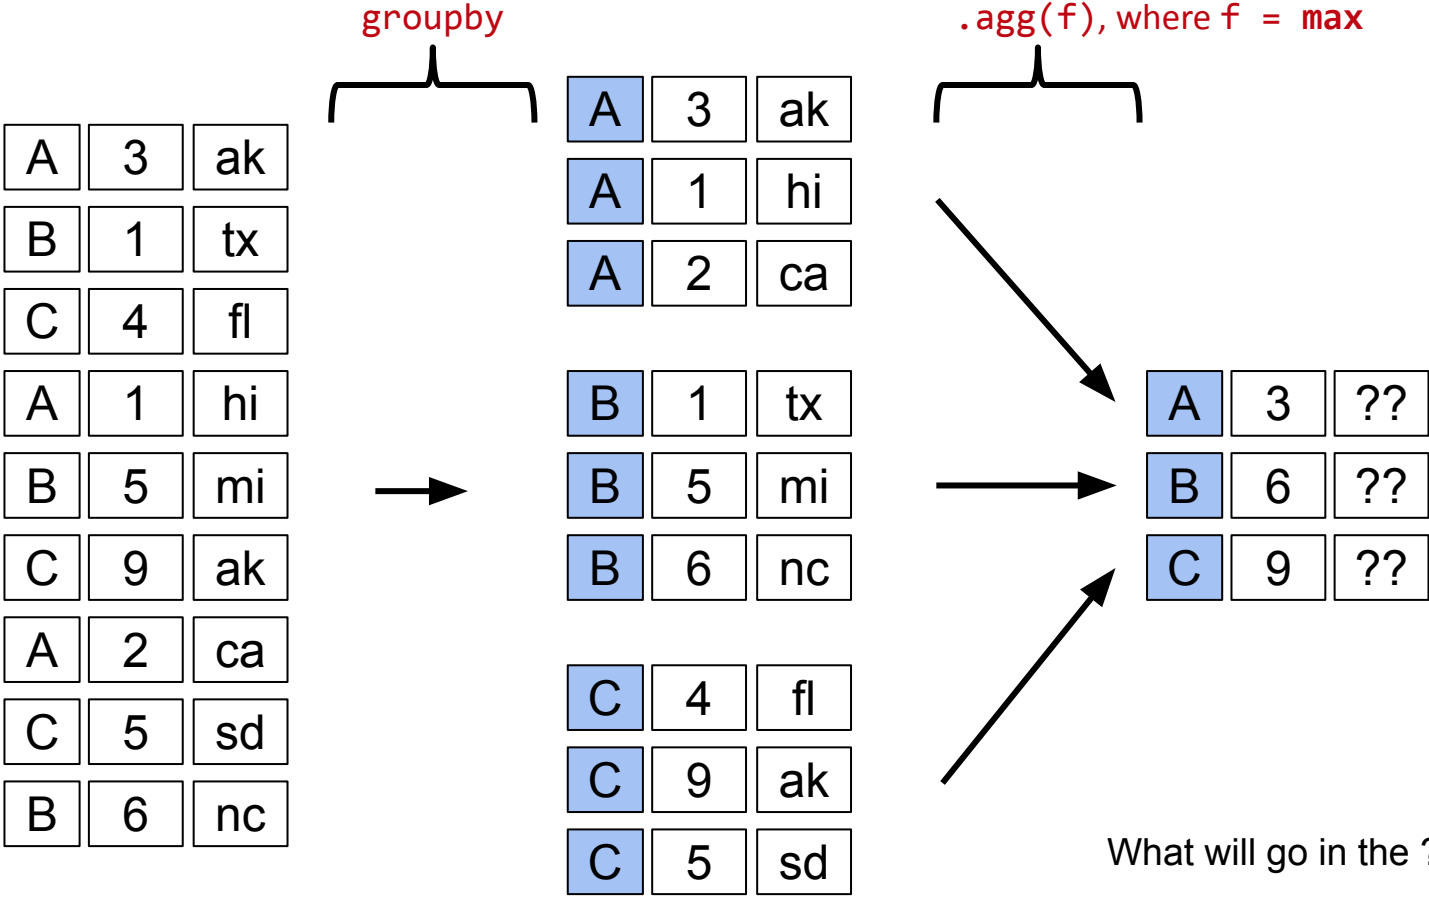 groupby
.agg(f), where f = max
A 3 ak
B 1 tx
C 4 fl
A 1 hi
B 5 mi
C 9 ak
A 2 ca
C 5 sd
B 6 nc
A 3 ak
A 1 hi
A 2 ca
B 1 tx
B 5 mi
B 6 nc
C 4 fl
C 9 ak
C 5 sd
A 3 ??
B 6 ??
C 9 ??
What will go in the ?